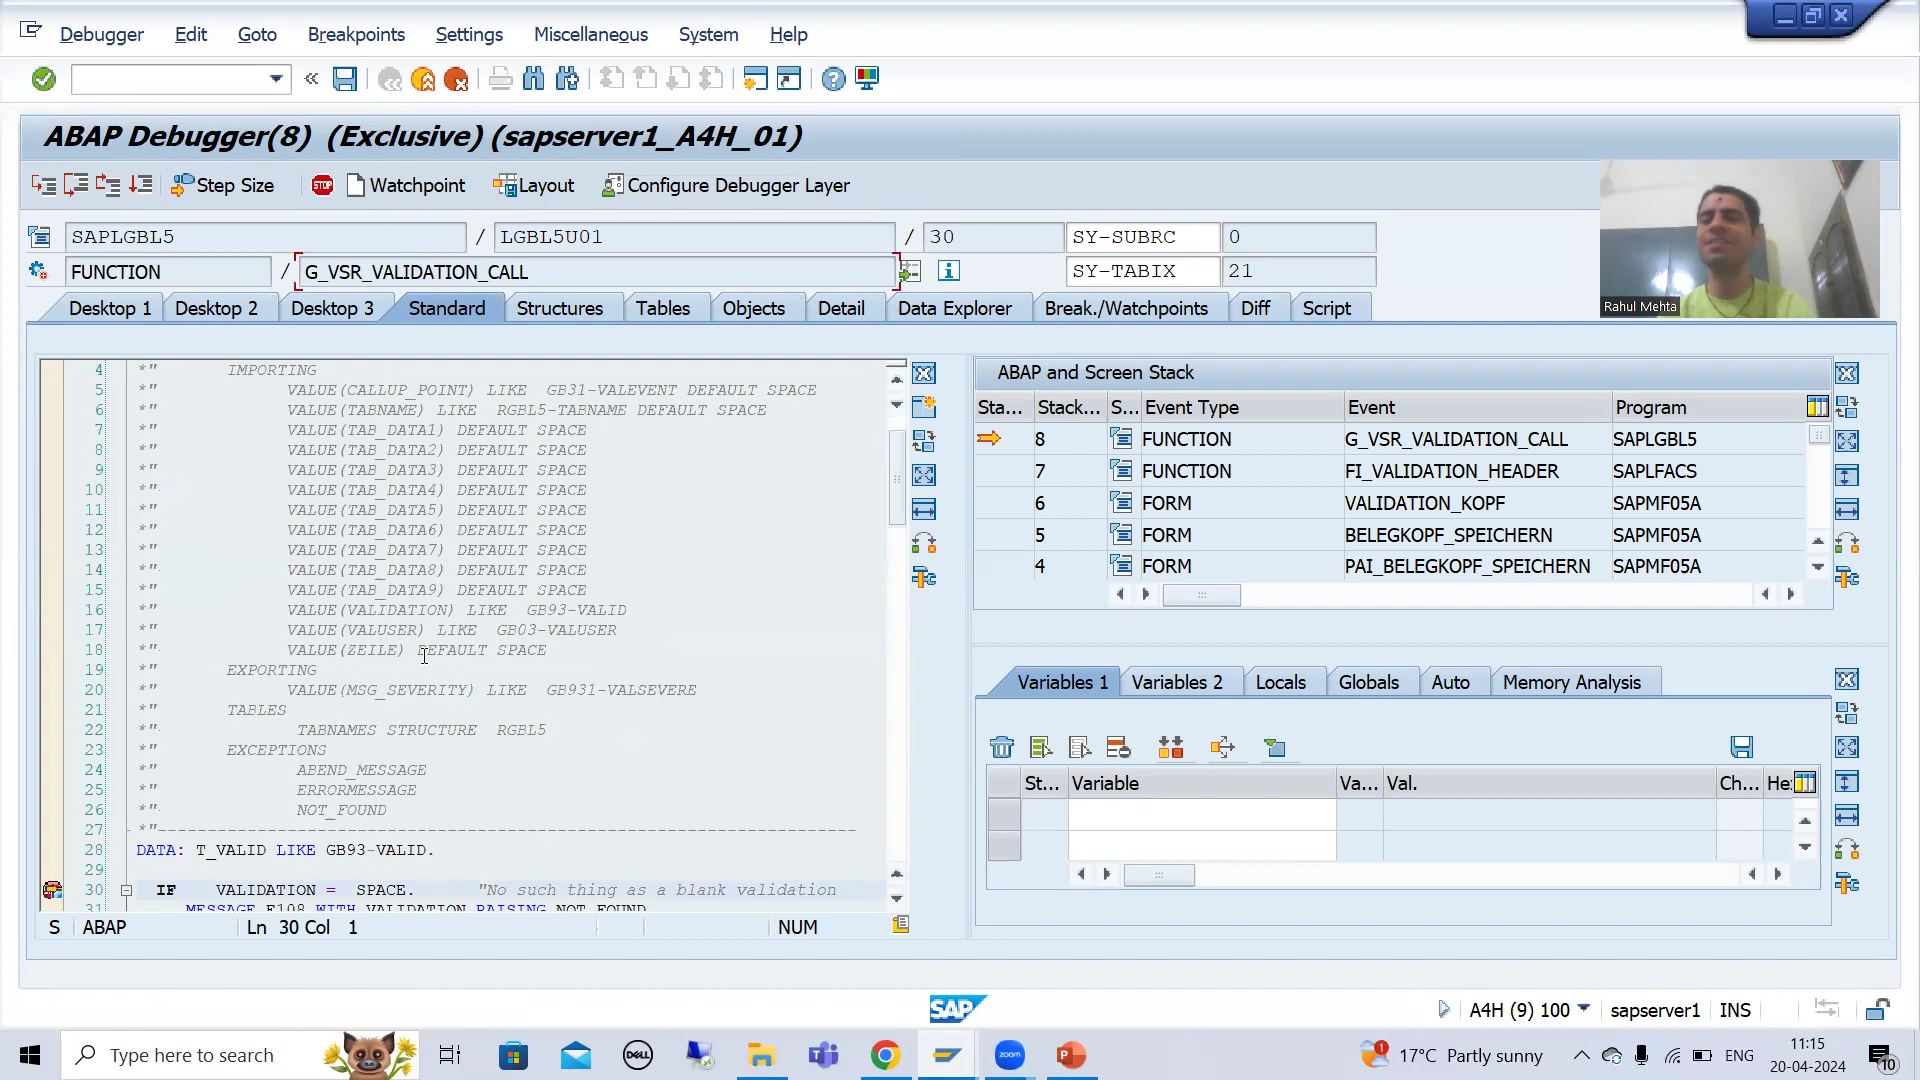 Debugger Edit Goto Breakpoints Settings Miscellaneous System Help
ABAP Debugger(8) (Exclusive) (sapserver1_A4H_01)
Step Size STOP Watchpoint Layout Configure Debugger Layer
SAPLGBL5 / LGBL5U01 / 30 SY-SUBRC 0
FUNCTION / G_VSR_VALIDATION_CALL SY-TABIX 21
Rahul Mehta
Desktop 1 Desktop 2 Desktop 3 Standard Structures Tables Objects Detail Data Explorer Break./Watchpoints Diff Script
4 *" IMPORTING
5 *" VALUE(CALLUP_POINT) LIKE GB31-VALEVENT DEFAULT SPACE
6 *" VALUE(TABNAME) LIKE RGBL5-TABNAME DEFAULT SPACE
7 *" VALUE(TAB_DATA1) DEFAULT SPACE
8 *" VALUE(TAB_DATA2) DEFAULT SPACE
9 *" VALUE(TAB_DATA3) DEFAULT SPACE
10 *" VALUE(TAB_DATA4) DEFAULT SPACE
11 *" VALUE(TAB_DATA5) DEFAULT SPACE
12 *" VALUE(TAB_DATA6) DEFAULT SPACE
13 *" VALUE(TAB_DATA7) DEFAULT SPACE
14 *" VALUE(TAB_DATA8) DEFAULT SPACE
15 *" VALUE(TAB_DATA9) DEFAULT SPACE
16 *" VALUE(VALIDATION) LIKE GB93-VALID
17 *" VALUE(VALUSER) LIKE GB03-VALUSER
18 *" VALUE(ZEILE) DEFAULT SPACE
19 *" EXPORTING
20 *" VALUE(MSG_SEVERITY) LIKE GB931-VALSEVERE
21 *" TABLES
22 *" TABNAMES STRUCTURE RGBL5
23 *" EXCEPTIONS
24 *" ABEND_MESSAGE
25 *" ERRORMESSAGE
26 *" NOT_FOUND
27 *"----------------------------------------------------------------------
28 DATA: T_VALID LIKE GB93-VALID.
29
30 IF VALIDATION = SPACE. "No such thing as a blank validation
31 MESSAGE E108 WITH VALIDATION RAISING NOT_FOUND
S ABAP Ln 30 Col 1 NUM
ABAP and Screen Stack
Sta... Stack... S... Event Type Event Program
8 FUNCTION G_VSR_VALIDATION_CALL SAPLGBL5
7 FUNCTION FI_VALIDATION_HEADER SAPLFACS
6 FORM VALIDATION_KOPF SAPMF05A
5 FORM BELEGKOPF_SPEICHERN SAPMF05A
4 FORM PAI_BELEGKOPF_SPEICHERN SAPMF05A
Variables 1 Variables 2 Locals Globals Auto Memory Analysis
St... Variable Va... Val. Ch... He
SAP A4H (9) 100 sapserver1 INS
Type here to search DELL zoom P 1 17°C Partly sunny ENG 11:15
20-04-2024 10